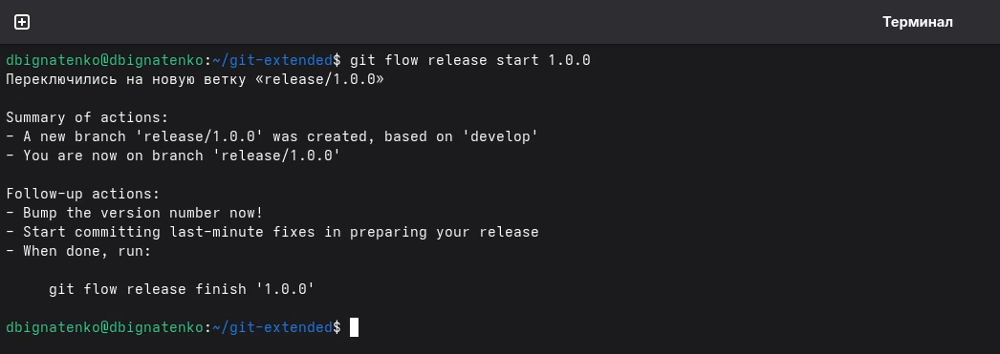 Терминал
dbignatenko@dbignatenko:~/git-extended$ git flow release start 1.0.0
Переключились на новую ветку «release/1.0.0»
Summary of actions:
- A new branch 'release/1.0.0' was created, based on 'develop'
- You are now on branch 'release/1.0.0'
Follow-up actions:
- Bump the version number now!
- Start committing last-minute fixes in preparing your release
- When done, run:
git flow release finish '1.0.0'
dbignatenko@dbignatenko:~/git-extended$